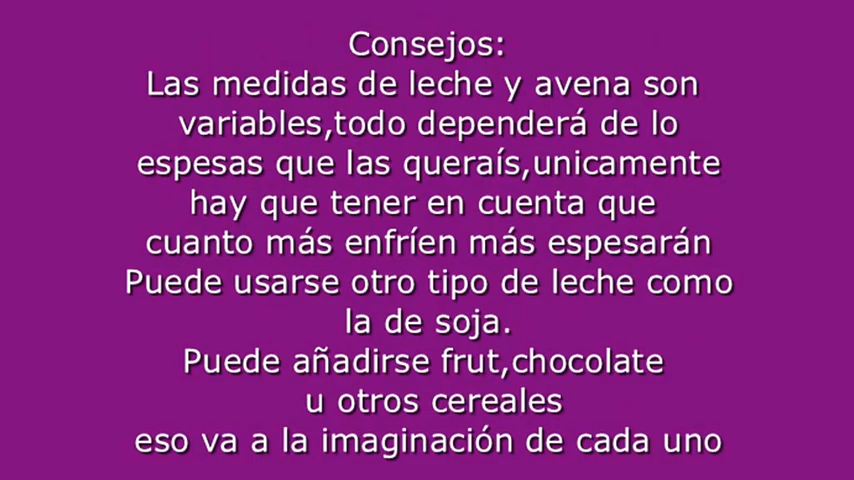 Consejos:
Las medidas de leche y avena son
variables,todo dependerá de lo
espesas que las queraís,unicamente
hay que tener en cuenta que
cuanto más enfríen más espesarán
Puede usarse otro tipo de leche como
la de soja.
Puede añadirse frut,chocolate
u otros cereales
eso va a la imaginación de cada uno